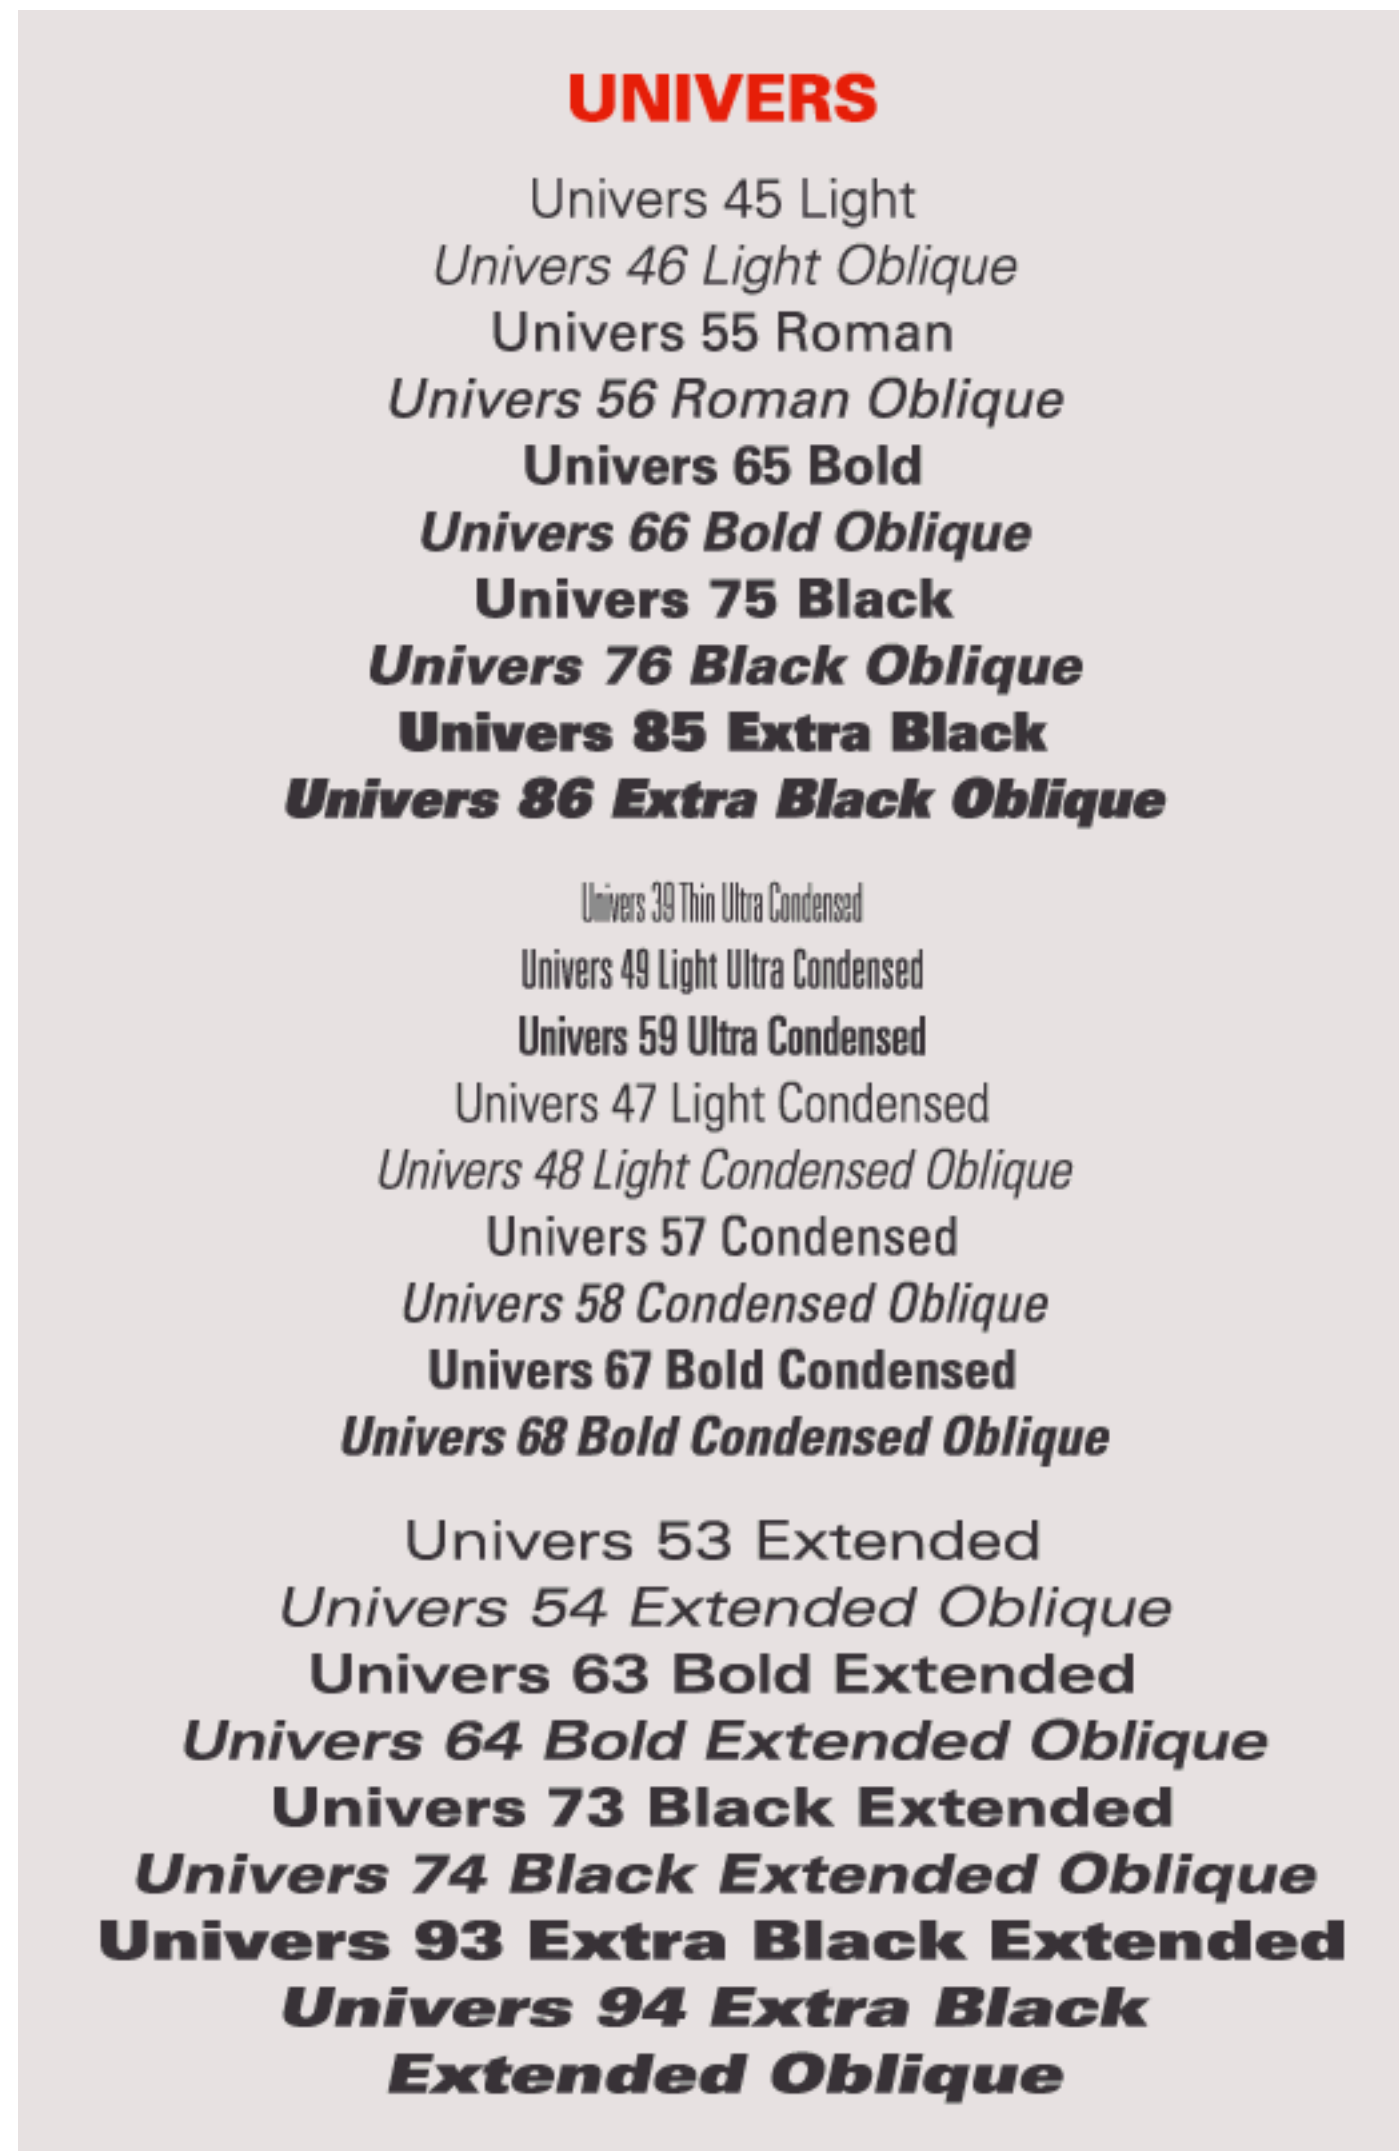 UNIVERS
Univers 45 Light
Univers 46 Light Oblique
Univers 55 Roman
Univers 56 Roman Oblique
Univers 65 Bold
Univers 66 Bold Oblique
Univers 75 Black
Univers 76 Black Oblique
Univers 85 Extra Black
Univers 86 Extra Black Oblique
Univers 39 Thin Ultra Condensed
Univers 49 Light Ultra Condensed
Univers 59 Ultra Condensed
Univers 47 Light Condensed
Univers 48 Light Condensed Oblique
Univers 57 Condensed
Univers 58 Condensed Oblique
Univers 67 Bold Condensed
Univers 68 Bold Condensed Oblique
Univers 53 Extended
Univers 54 Extended Oblique
Univers 63 Bold Extended
Univers 64 Bold Extended Oblique
Univers 73 Black Extended
Univers 74 Black Extended Oblique
Univers 93 Extra Black Extended
Univers 94 Extra Black
Extended Oblique